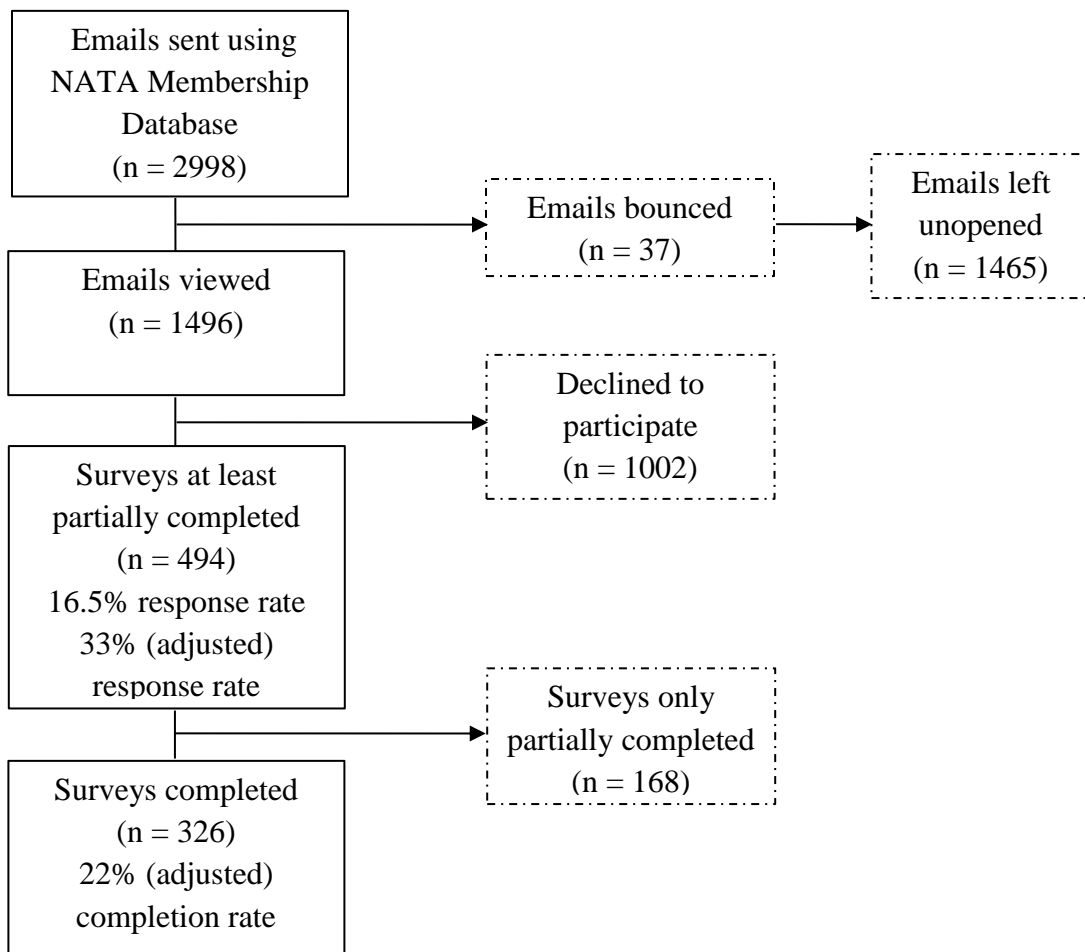 Emails sent using
NATA Membership
Database
(n = 2998)
Emails bounced
(n = 37)
Emails left
unopened
(n = 1465)
Emails viewed
(n = 1496)
Declined to
participate
(n = 1002)
Surveys at least
partially completed
(n = 494)
16.5% response rate
33% (adjusted)
response rate
Surveys only
partially completed
(n = 168)
Surveys completed
(n = 326)
22% (adjusted)
completion rate